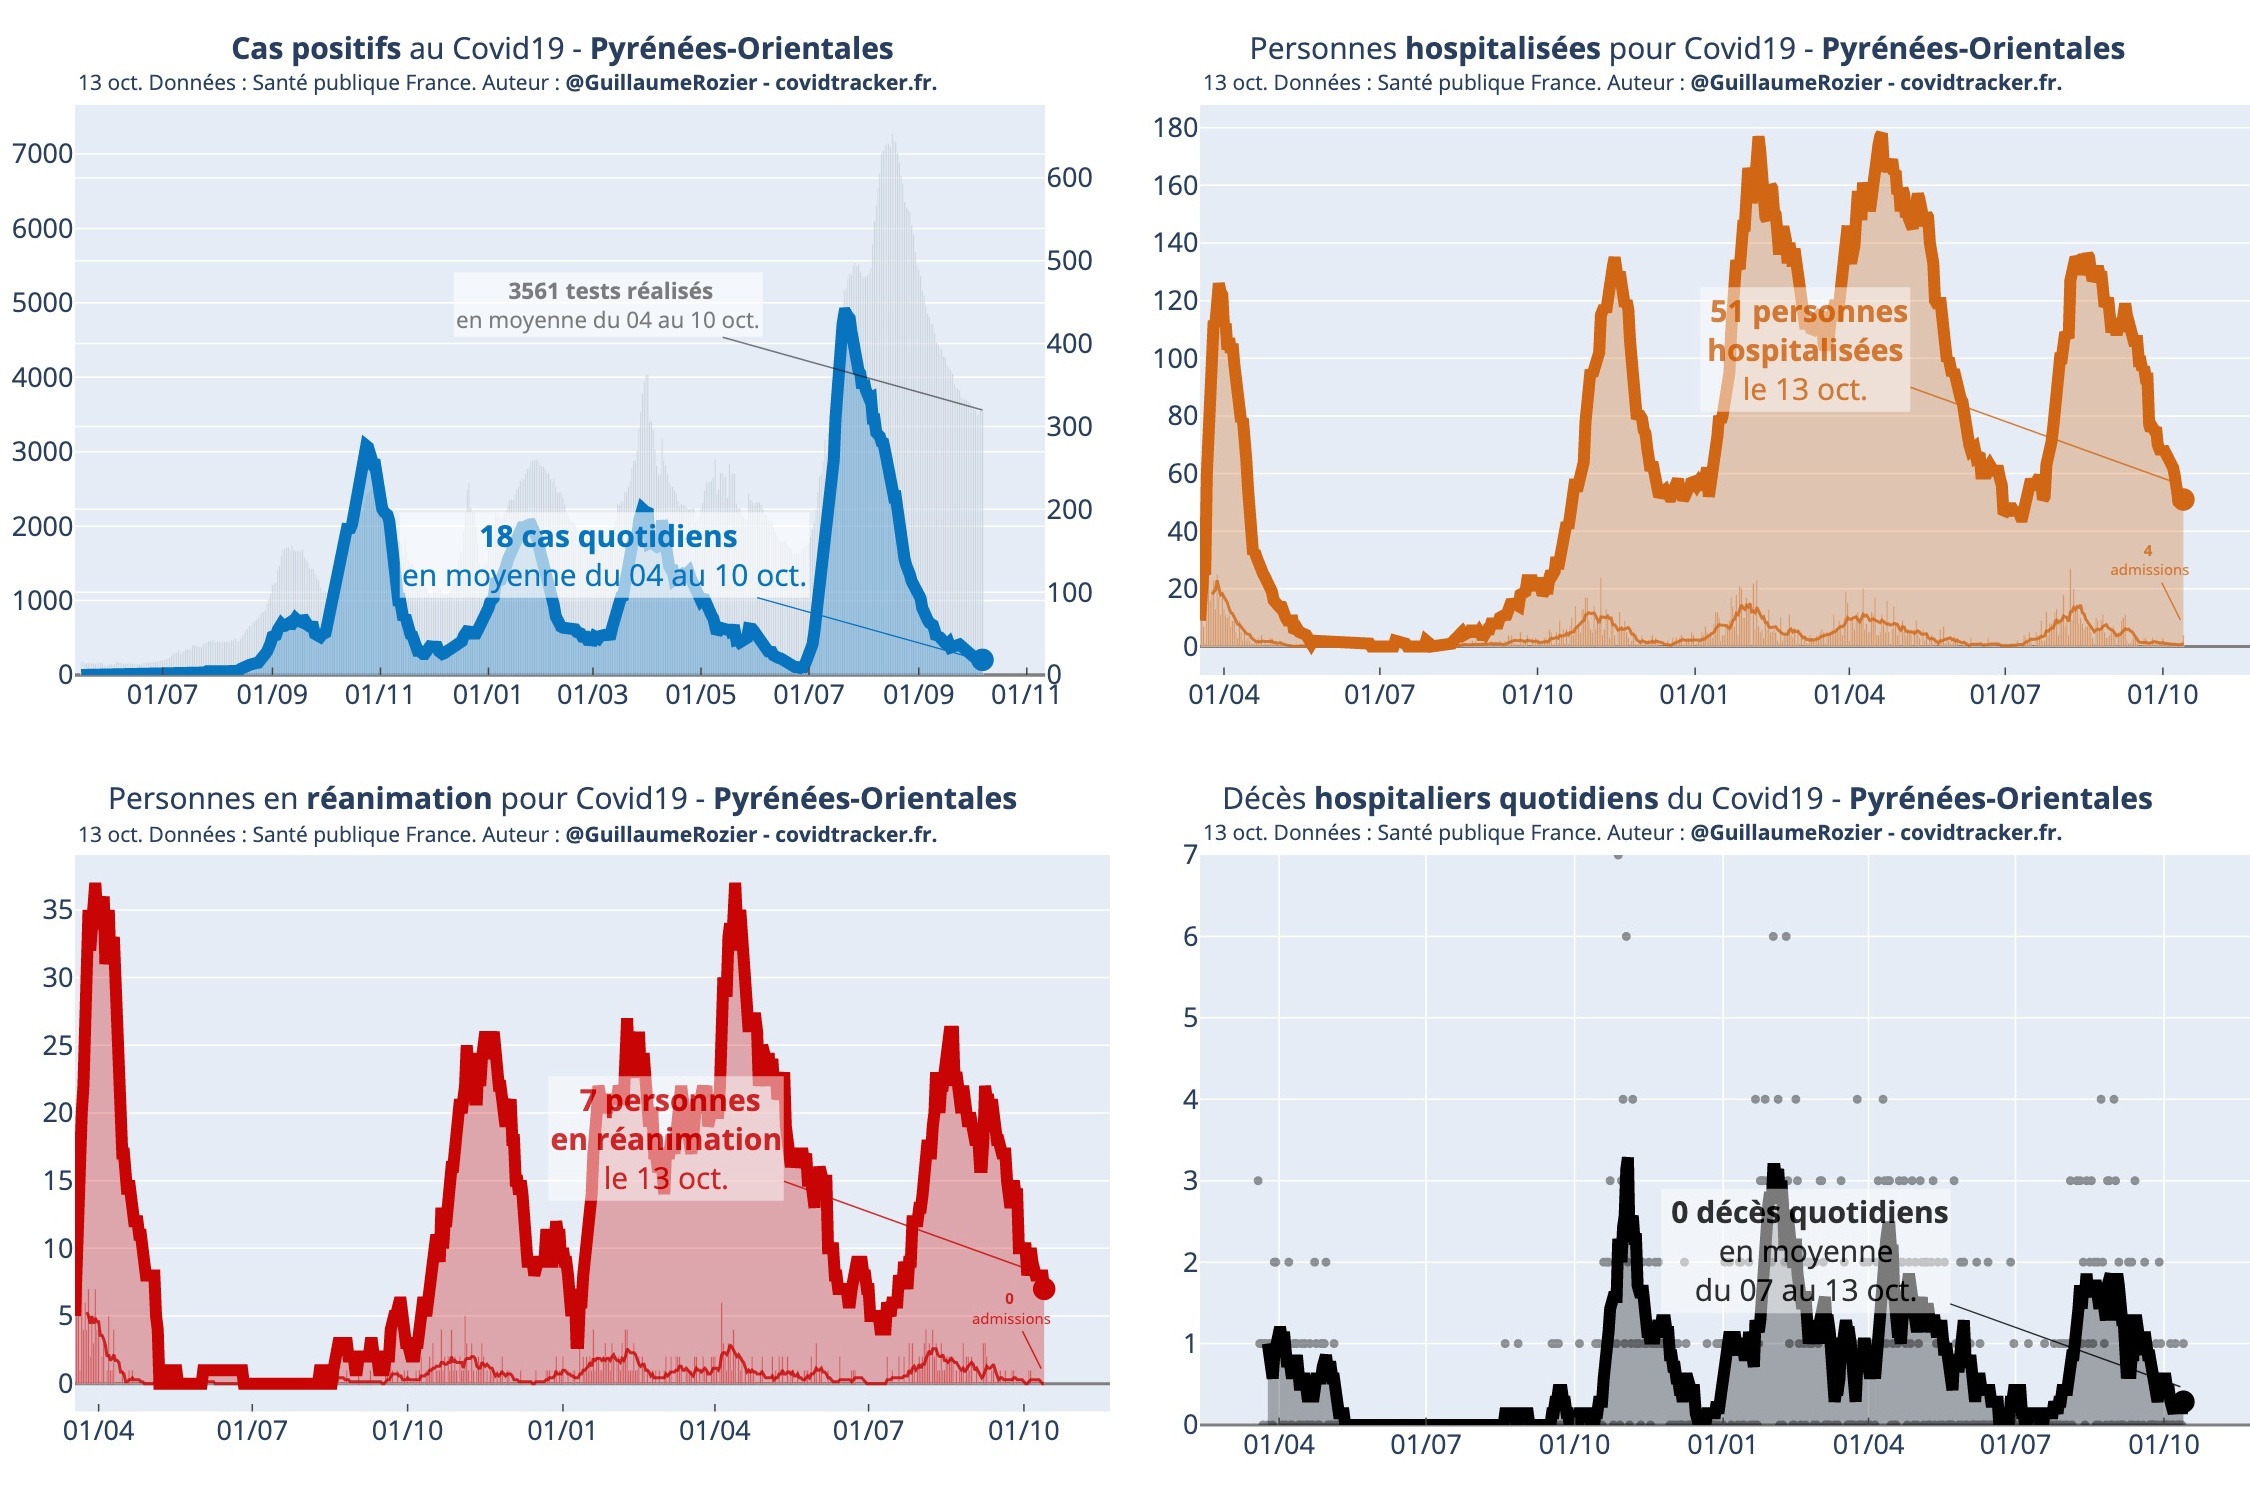 Cas positifs au Covid19 - Pyrénées-Orientales
13 oct. Données : Santé publique France. Auteur : @GuillaumeRozier - covidtracker.fr.
7000
6000
5000
4000
3000
2000
1000
0
600
500
400
300
200
100
0
3561 tests réalisés
en moyenne du 04 au 10 oct.
18 cas quotidiens
en moyenne du 04 au 10 oct.
01/07 01/09 01/11 01/01 01/03 01/05 01/07 01/09 01/11
Personnes hospitalisées pour Covid19 - Pyrénées-Orientales
13 oct. Données : Santé publique France. Auteur : @GuillaumeRozier - covidtracker.fr.
180
160
140
120
100
80
60
40
20
0
51 personnes
hospitalisées
le 13 oct.
4
admissions
01/04 01/07 01/10 01/01 01/04 01/07 01/10
Personnes en réanimation pour Covid19 - Pyrénées-Orientales
13 oct. Données : Santé publique France. Auteur : @GuillaumeRozier - covidtracker.fr.
35
30
25
20
15
10
5
0
7 personnes
en réanimation
le 13 oct.
0
admissions
01/04 01/07 01/10 01/01 01/04 01/07 01/10
Décès hospitaliers quotidiens du Covid19 - Pyrénées-Orientales
13 oct. Données : Santé publique France. Auteur : @GuillaumeRozier - covidtracker.fr.
7
6
5
4
3
2
1
0
0 décès quotidiens
en moyenne
du 07 au 13 oct.
01/04 01/07 01/10 01/01 01/04 01/07 01/10